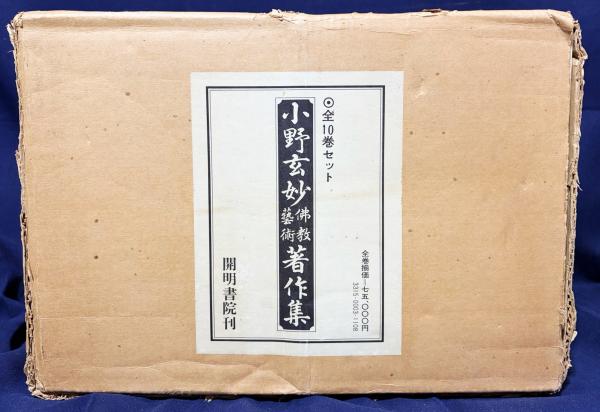 ◉全10巻セット
小野玄妙佛教藝術著作集
全巻揃価＝七五、〇〇〇円
3315-0003-1108
開明書院刊